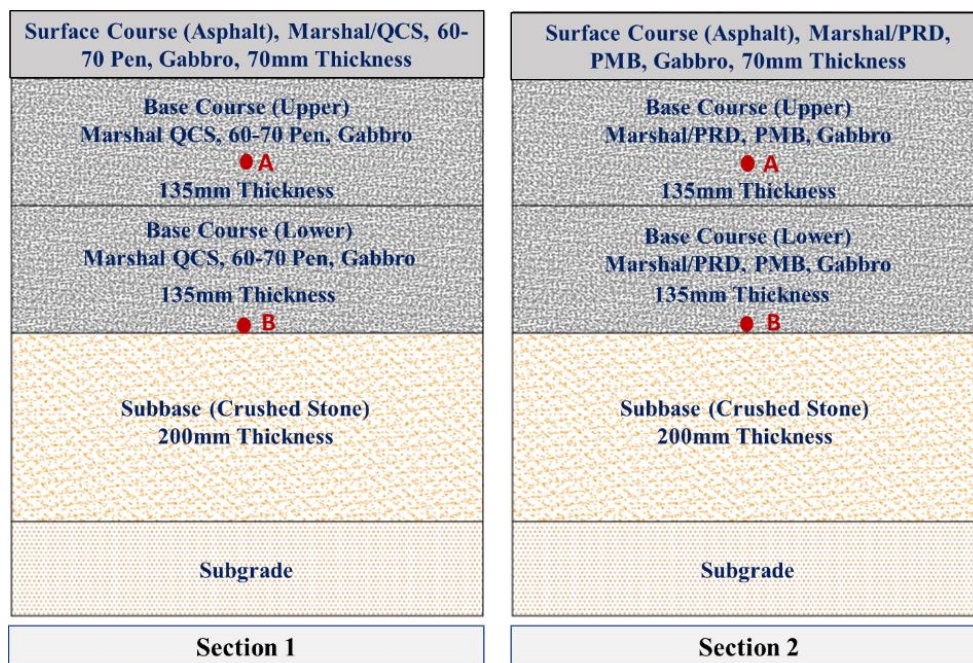 Surface Course (Asphalt), Marshal/QCS, 60-
70 Pen, Gabbro, 70mm Thickness
Base Course (Upper)
Marshal QCS, 60-70 Pen, Gabbro
A
135mm Thickness
Base Course (Lower)
Marshal QCS, 60-70 Pen, Gabbro
135mm Thickness
B
Subbase (Crushed Stone)
200mm Thickness
Subgrade
Section 1
Surface Course (Asphalt), Marshal/PRD,
PMB, Gabbro, 70mm Thickness
Base Course (Upper)
Marshal/PRD, PMB, Gabbro
A
135mm Thickness
Base Course (Lower)
Marshal/PRD, PMB, Gabbro
135mm Thickness
B
Subbase (Crushed Stone)
200mm Thickness
Subgrade
Section 2